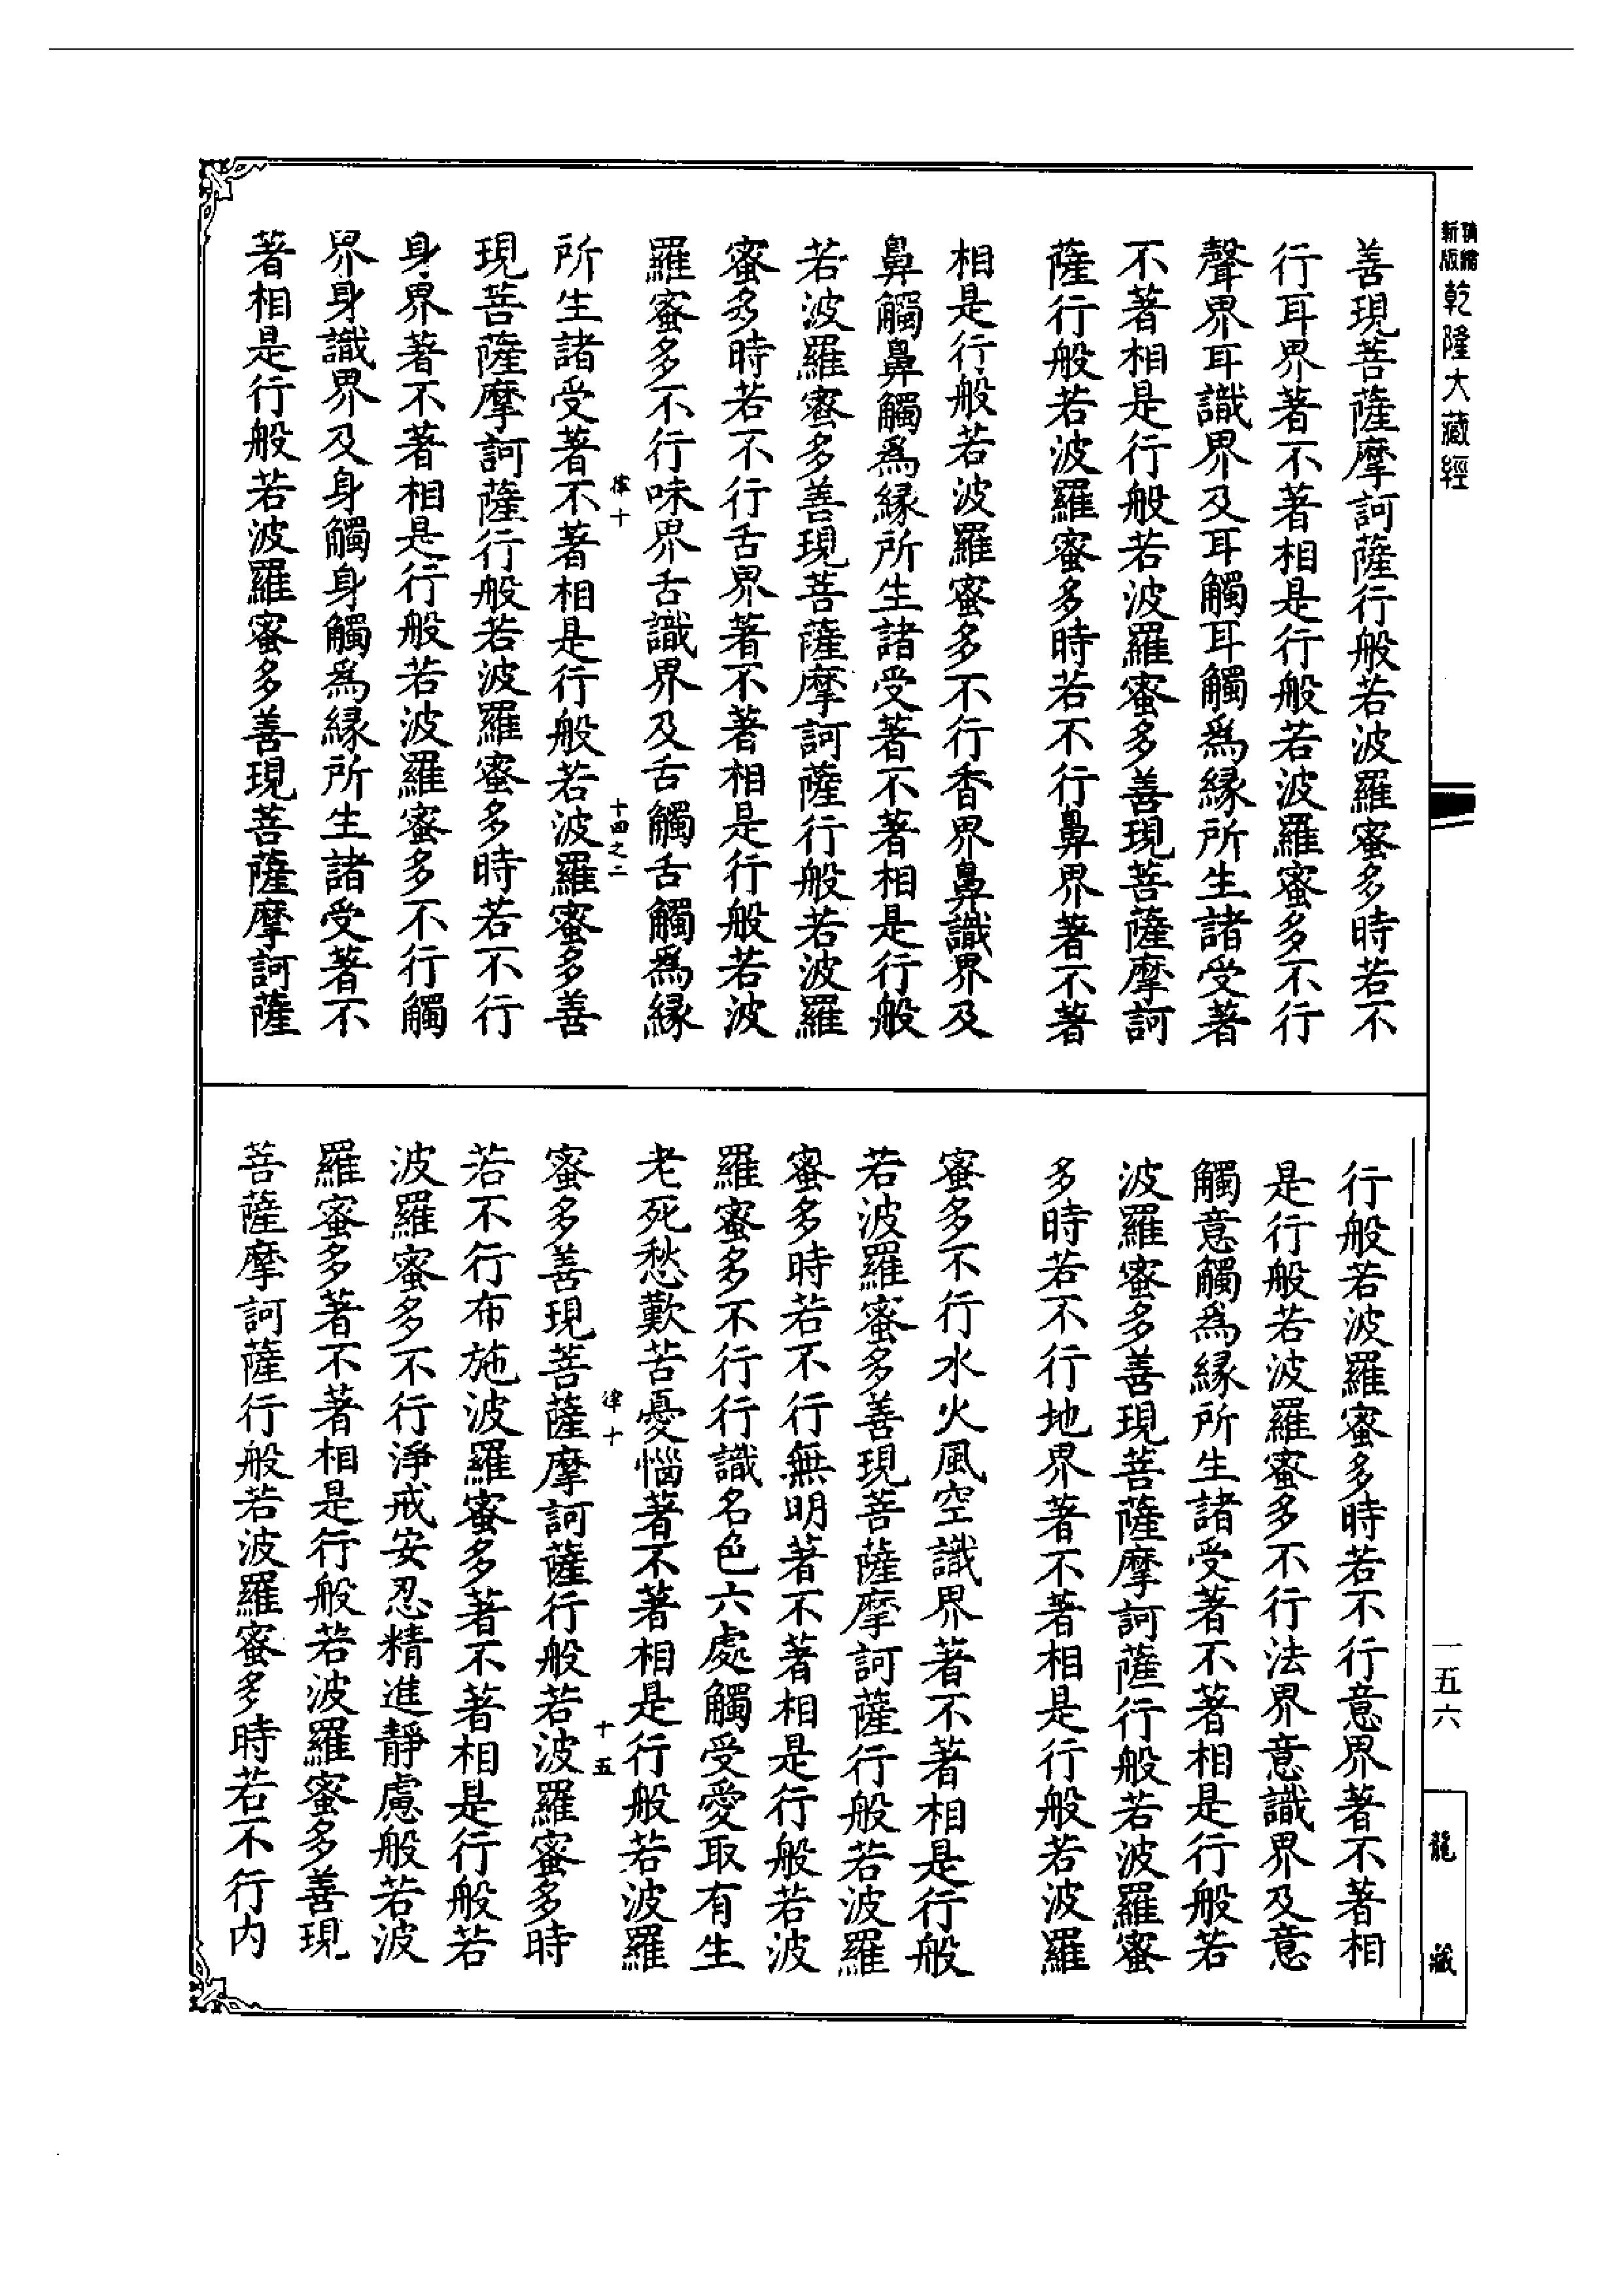 新版精縮乾隆大藏經
善現菩薩摩訶薩行般若波羅蜜多時若不
行耳界著不著相是行般若波羅蜜多不行
聲界耳識界及耳觸耳觸為緣所生諸受著
不著相是行般若波羅蜜多善現菩薩摩訶
薩行般若波羅蜜多時若不行鼻界著不著
相是行般若波羅蜜多不行香界鼻識界及
鼻觸鼻觸為緣所生諸受著不著相是行般
若波羅蜜多善現菩薩摩訶薩行般若波羅
蜜多時若不行舌界著不著相是行般若波
羅蜜多不行味界舌識界及舌觸舌觸為緣
律十 十四之二
所生諸受著不著相是行般若波羅蜜多善
現菩薩摩訶薩行般若波羅蜜多時若不行
身界著不著相是行般若波羅蜜多不行觸
界身識界及身觸身觸為緣所生諸受著不
著相是行般若波羅蜜多善現菩薩摩訶薩
行般若波羅蜜多時若不行意界著不著相
是行般若波羅蜜多不行法界意識界及意
觸意觸為緣所生諸受著不著相是行般若
波羅蜜多善現菩薩摩訶薩行般若波羅蜜
多時若不行地界著不著相是行般若波羅
蜜多不行水火風空識界著不著相是行般
若波羅蜜多善現菩薩摩訶薩行般若波羅
蜜多時若不行無明著不著相是行般若波
羅蜜多不行行識名色六處觸受愛取有生
老死愁歎苦憂惱著不著相是行般若波羅
律十 十五
蜜多善現菩薩摩訶薩行般若波羅蜜多時
若不行布施波羅蜜多著不著相是行般若
波羅蜜多不行淨戒安忍精進靜慮般若波
羅蜜多著不著相是行般若波羅蜜多善現
菩薩摩訶薩行般若波羅蜜多時若不行內
一五六
龍藏